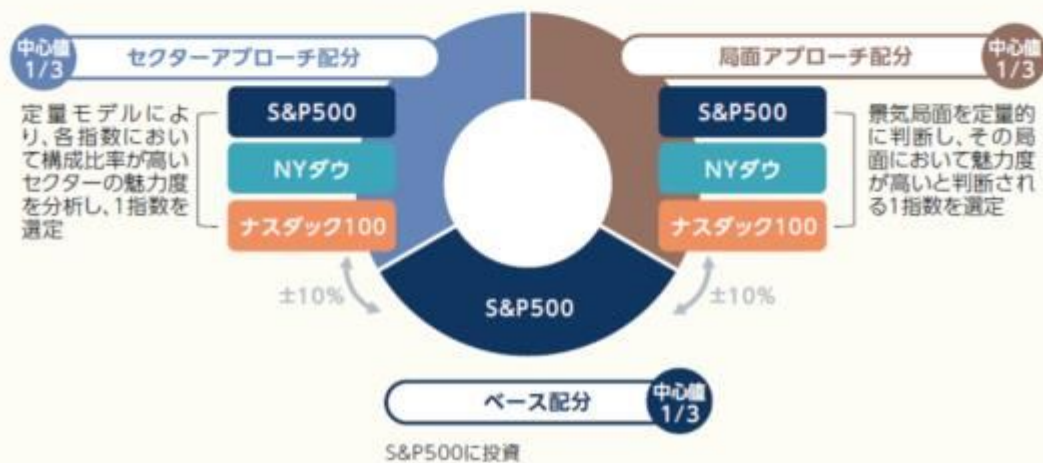 中心値
1/3
セクターアプローチ配分
定量モデルによ
り、各指数におい
て構成比率が高い
セクターの魅力度
を分析し、1指数を
選定
S&P500
NYダウ
ナスダック100
±10%
局面アプローチ配分
中心値
1/3
S&P500
NYダウ
ナスダック100
景気局面を定量的
に判断し、その局
面において魅力度
が高いと判断され
る1指数を選定
±10%
S&P500
ベース配分
中心値
1/3
S&P500に投資